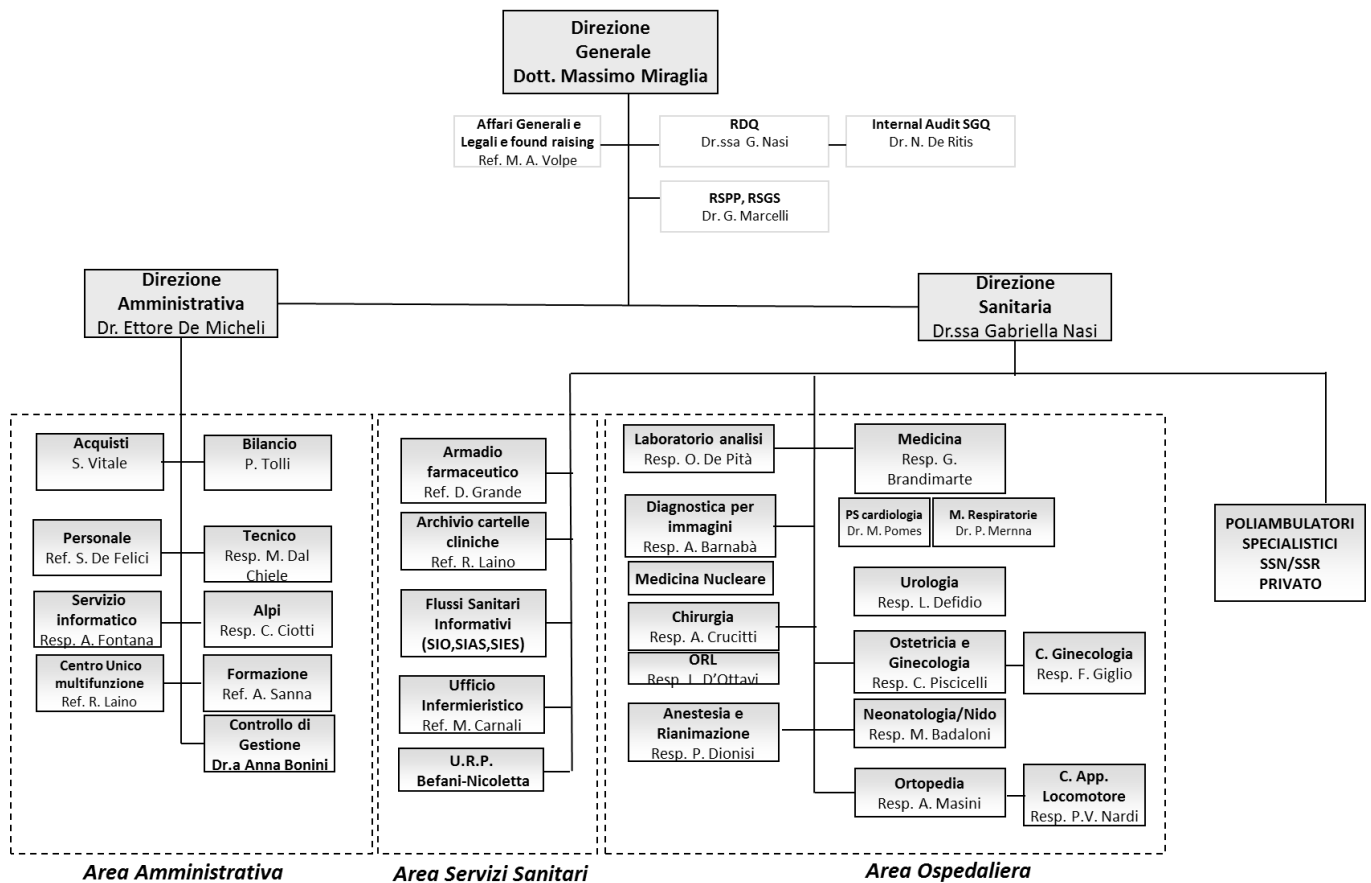 Direzione
Generale
Dott. Massimo Miraglia
Affari Generali e
Legali e found raising
Ref. M. A. Volpe
RDQ
Dr.ssa G. Nasi
Internal Audit SGQ
Dr. N. De Ritis
RSPP, RSGS
Dr. G. Marcelli
Direzione
Amministrativa
Dr. Ettore De Micheli
Direzione
Sanitaria
Dr.ssa Gabriella Nasi
Acquisti
S. Vitale
Bilancio
P. Tolli
Personale
Ref. S. De Felici
Tecnico
Resp. M. Dal
Chiele
Servizio
informatico
Resp. A. Fontana
Alpi
Resp. C. Ciotti
Centro Unico
multifunzione
Ref. R. Laino
Formazione
Ref. A. Sanna
Controllo di
Gestione
Dr.a Anna Bonini
Area Amministrativa
Armadio
farmaceutico
Ref. D. Grande
Archivio cartelle
cliniche
Ref. R. Laino
Flussi Sanitari
Informativi
(SIO,SIAS,SIES)
Ufficio
Infermieristico
Ref. M. Carnali
U.R.P.
Befani-Nicoletta
Area Servizi Sanitari
Laboratorio analisi
Resp. O. De Pità
Medicina
Resp. G.
Brandimarte
Diagnostica per
immagini
Resp. A. Barnabà
PS cardiologia
Dr. M. Pomes
M. Respiratorie
Dr. P. Mernna
Medicina Nucleare
Urologia
Resp. L. Defidio
Chirurgia
Resp. A. Crucitti
ORL
Resp. L. D’Ottavi
Ostetricia e
Ginecologia
Resp. C. Piscicelli
C. Ginecologia
Resp. F. Giglio
Anestesia e
Rianimazione
Resp. P. Dionisi
Neonatologia/Nido
Resp. M. Badaloni
Ortopedia
Resp. A. Masini
C. App.
Locomotore
Resp. P.V. Nardi
Area Ospedaliera
POLIAMBULATORI
SPECIALISTICI
SSN/SSR
PRIVATO